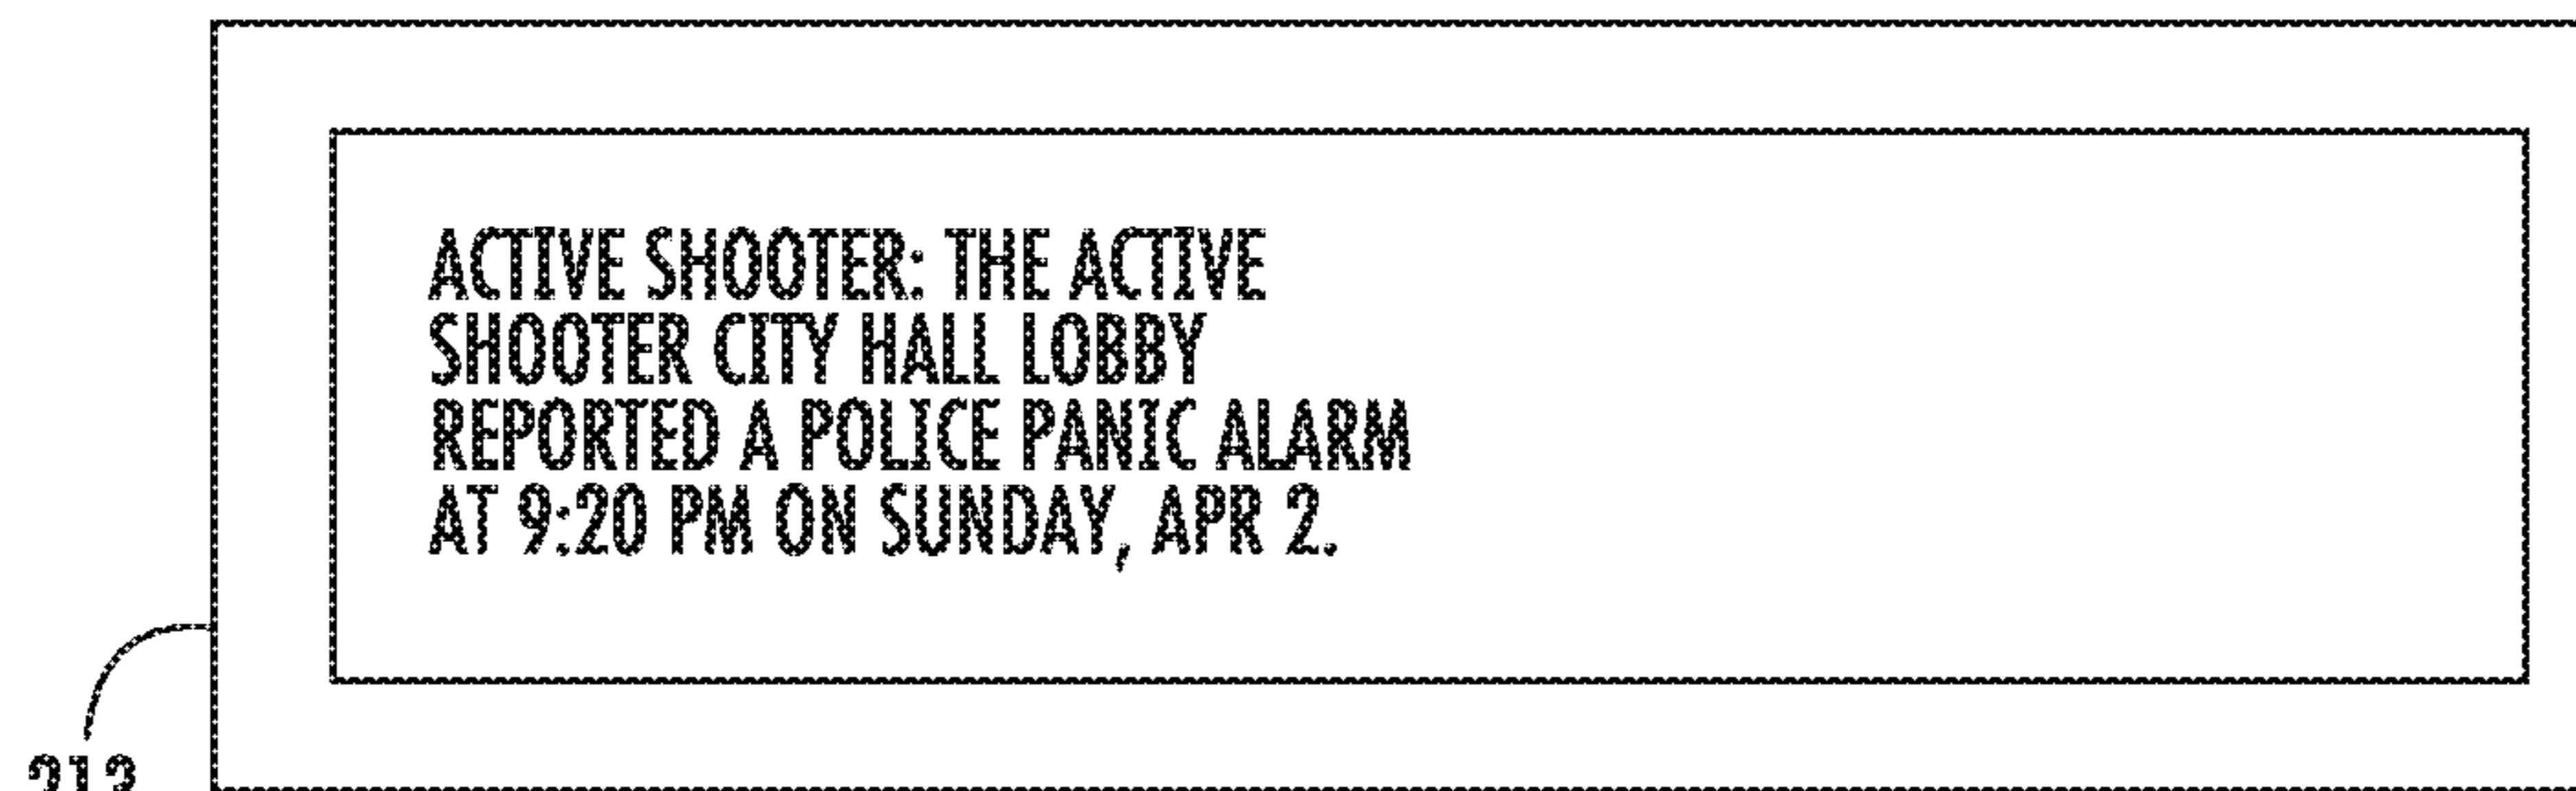 ACTIVE SHOOTER: THE ACTIVE
SHOOTER CITY HALL LOBBY
REPORTED A POLICE PANIC ALARM
AT 9:20 PM ON SUNDAY, APR 2.